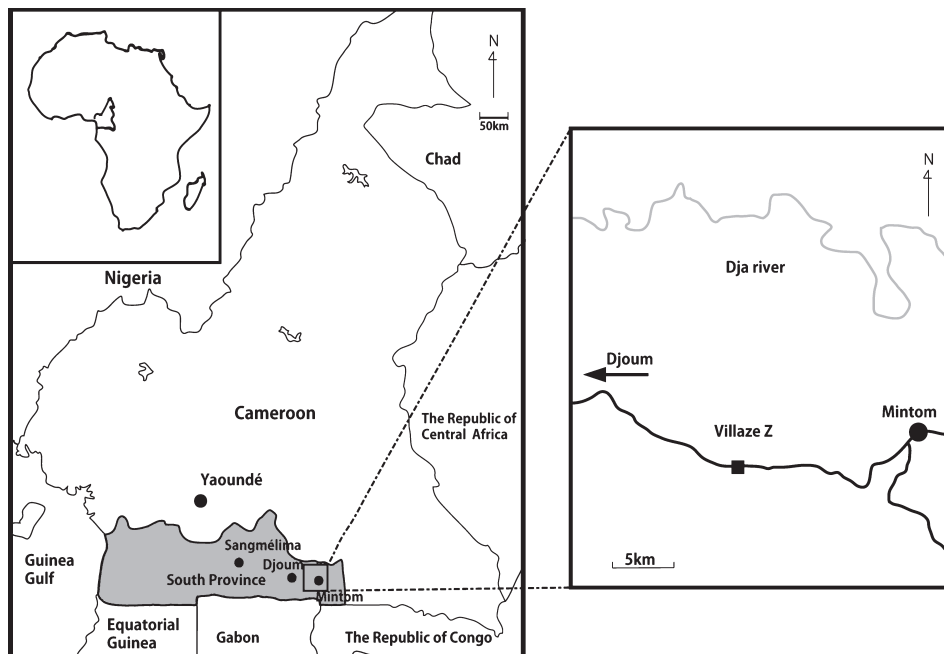 N
50km
Chad
Nigeria
Cameroon
The Republic of
Central Africa
Yaoundé
Sangmélima
Djoum
South Province
Mintom
Guinea
Gulf
Equatorial
Guinea
Gabon
The Republic of Congo
N
Dja river
Djoum
Mintom
Villaze Z
5km